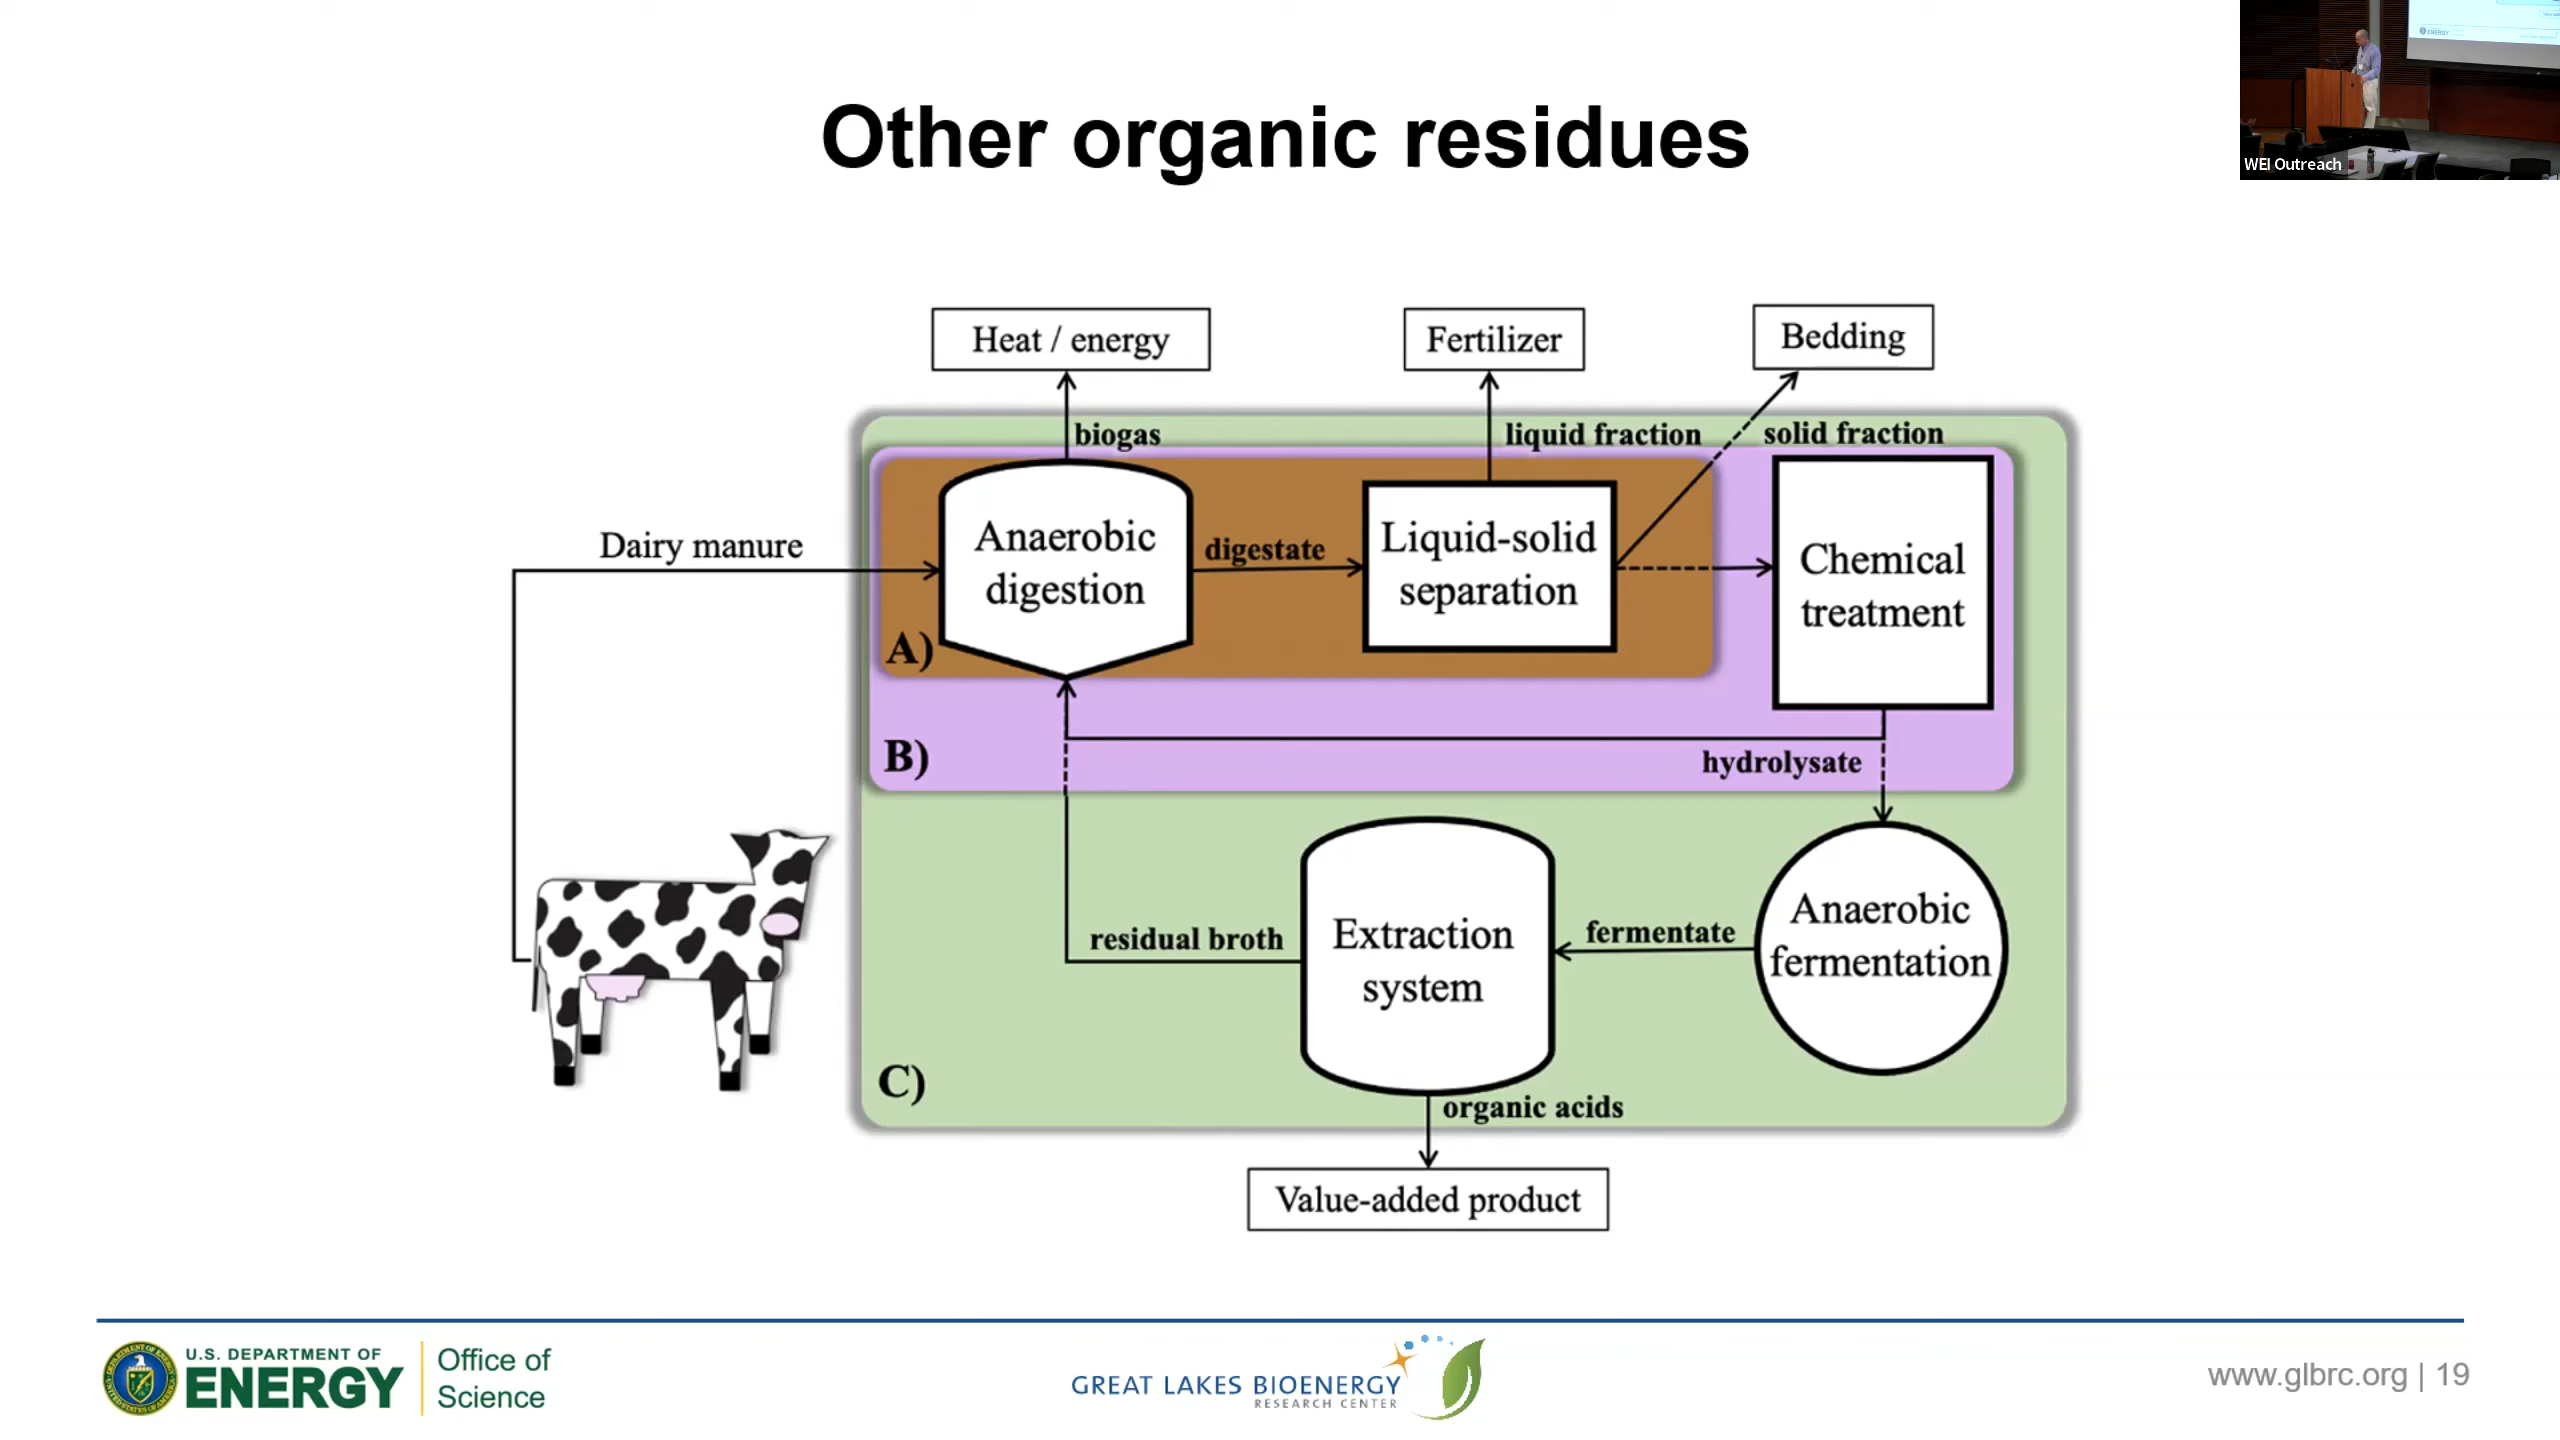 Other organic residues
WEI Outreach
Heat / energy
Fertilizer
Bedding
biogas
liquid fraction
solid fraction
Dairy manure
Anaerobic
digestion
digestate
Liquid-solid
separation
Chemical
treatment
A)
B)
hydrolysate
residual broth
Extraction
system
fermentate
Anaerobic
fermentation
C)
organic acids
Value-added product
U.S. DEPARTMENT OF
ENERGY
Office of
Science
GREAT LAKES BIOENERGY
RESEARCH CENTER
www.glbrc.org | 19